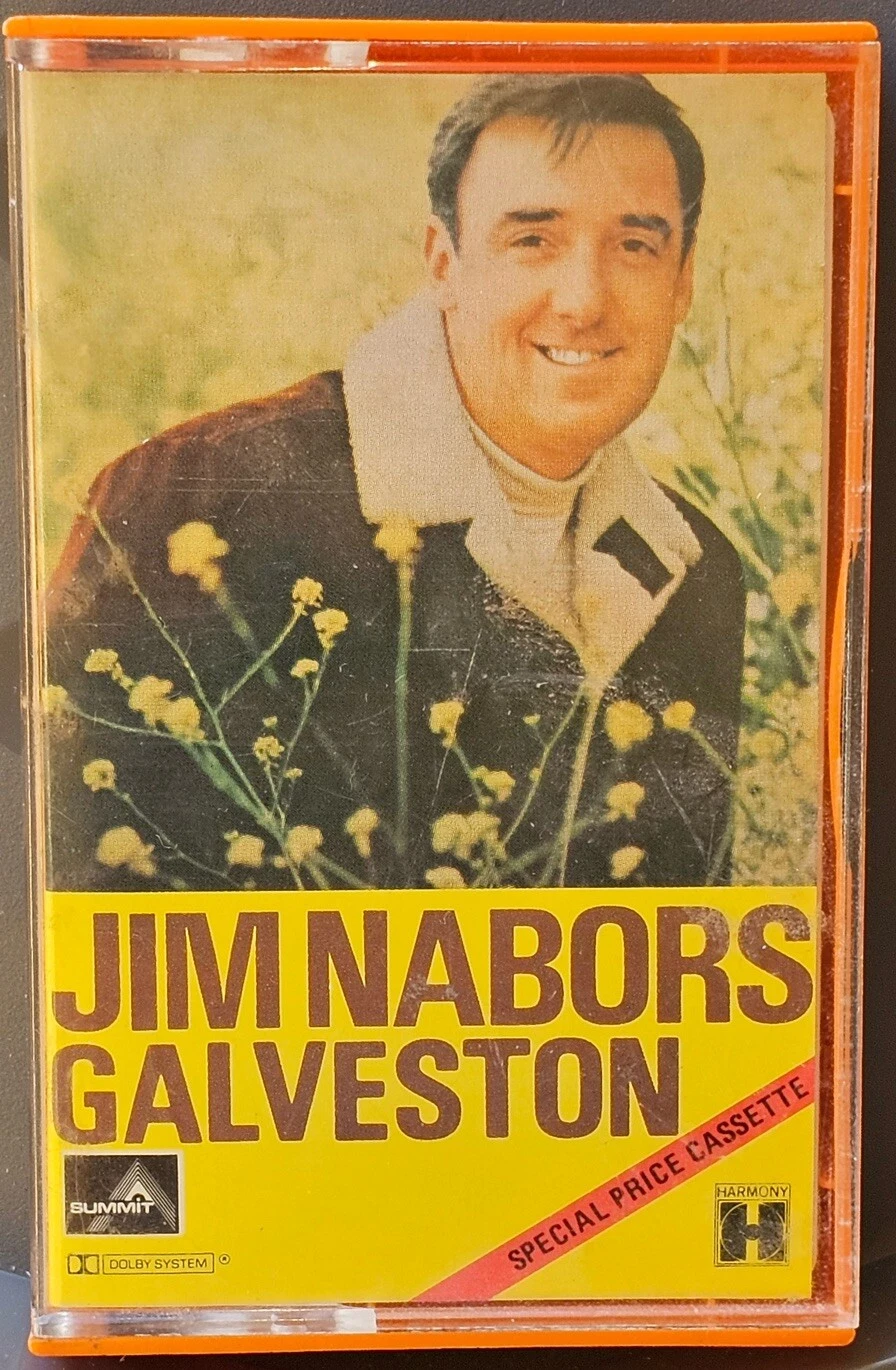 JIM NABORS
GALVESTON
SPECIAL PRICE CASSETTE
SUMMIT
HARMONY
H
DOLBY SYSTEM ®